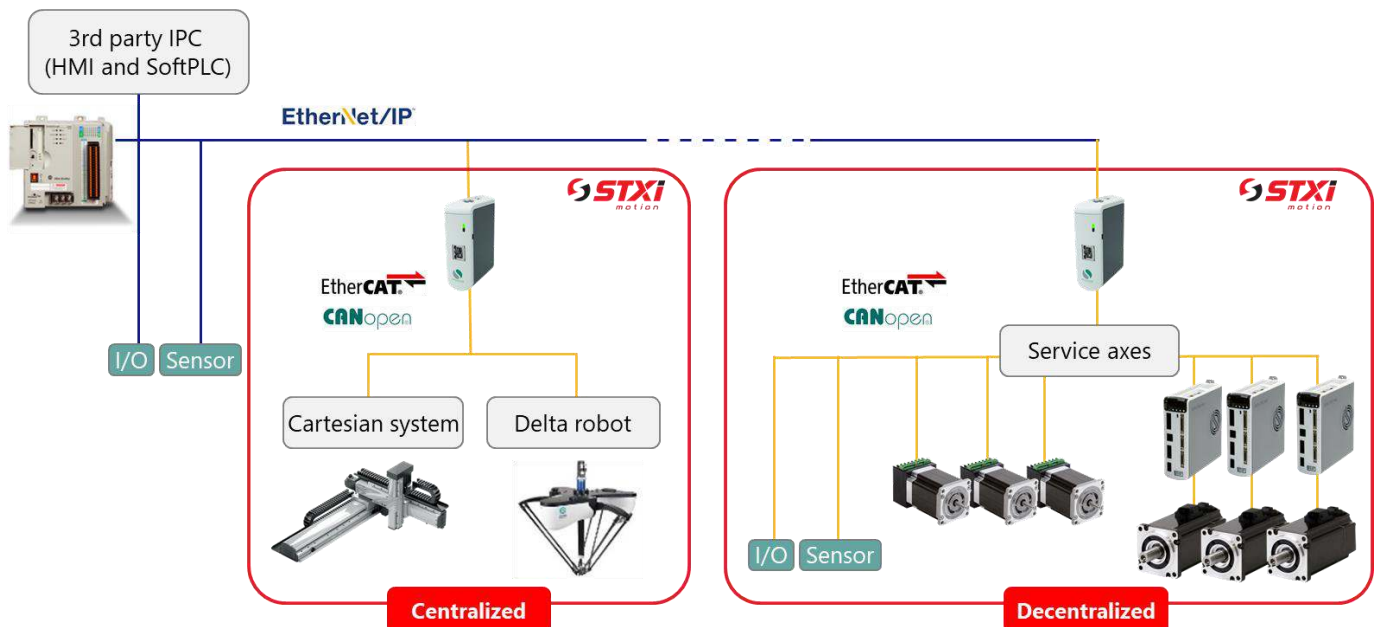 3rd party IPC
(HMI and SoftPLC)
EtherNet/IP™
STXi
motion
STXi
motion
EtherCAT®
CANopen
EtherCAT®
CANopen
Service axes
I/O
Sensor
Cartesian system
Delta robot
I/O
Sensor
Centralized
Decentralized